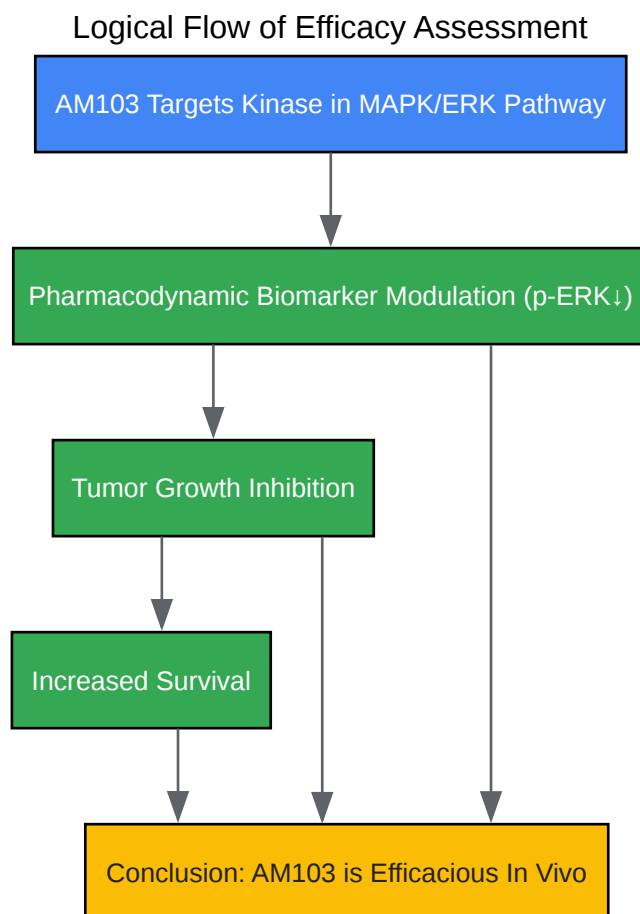 Logical Flow of Efficacy Assessment
AM103 Targets Kinase in MAPK/ERK Pathway
Pharmacodynamic Biomarker Modulation (p-ERK↓)
Tumor Growth Inhibition
Increased Survival
Conclusion: AM103 is Efficacious In Vivo